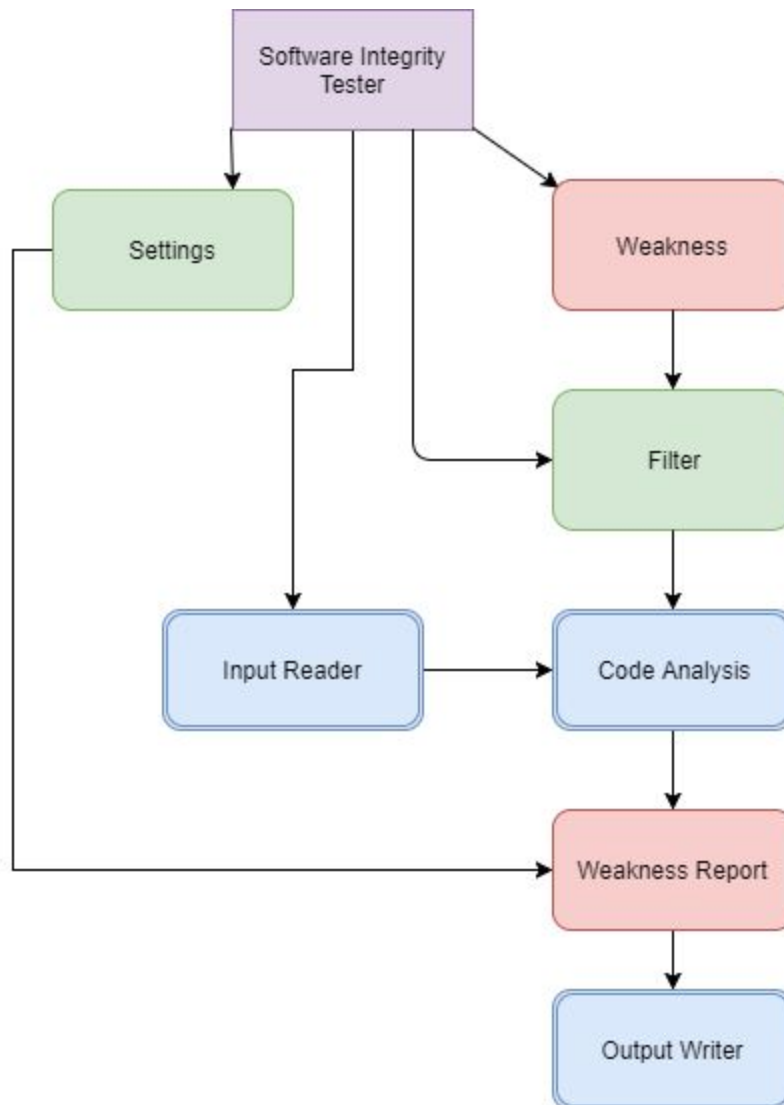 Software Integrity
Tester
Settings
Weakness
Filter
Input Reader
Code Analysis
Weakness Report
Output Writer